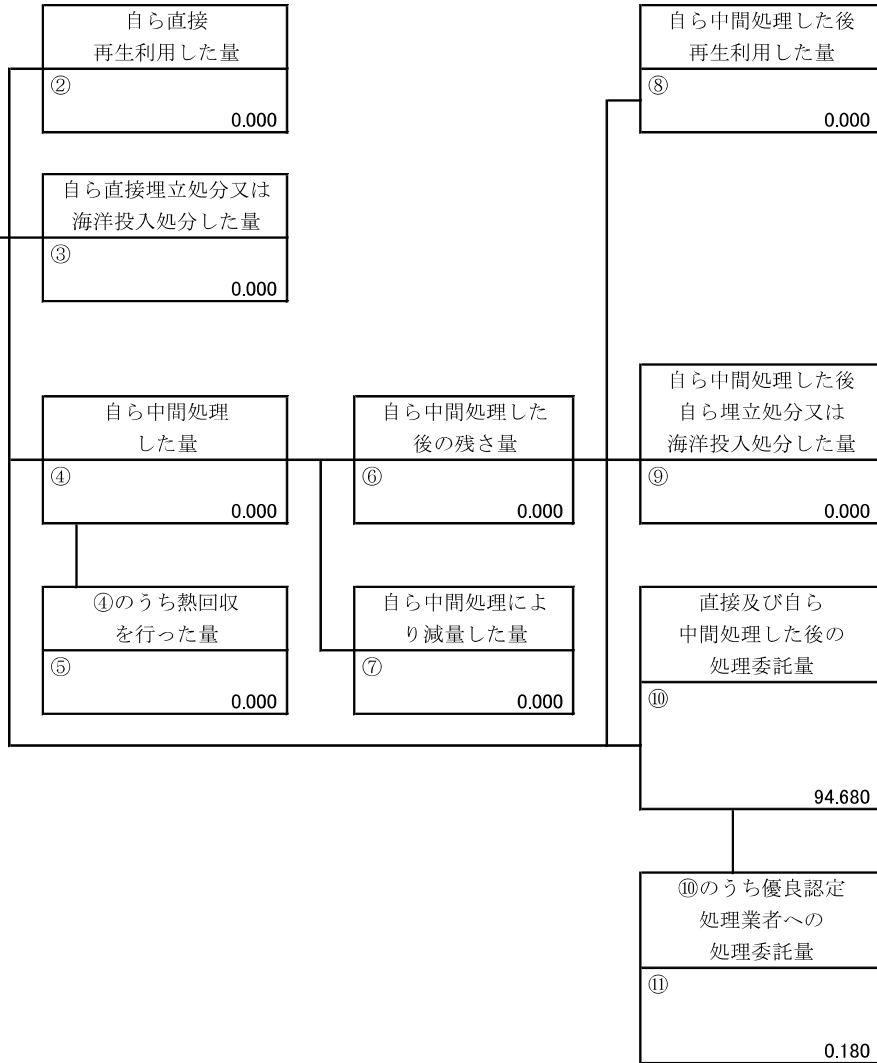 自ら直接
再生利用した量
②
0.000
自ら中間処理した後
再生利用した量
⑧
0.000
自ら直接埋立処分又は
海洋投入処分した量
③
0.000
自ら中間処理
した量
④
0.000
自ら中間処理した
後の残さ量
⑥
0.000
自ら中間処理した後
自ら埋立処分又は
海洋投入処分した量
⑨
0.000
④のうち熱回収
を行った量
⑤
0.000
自ら中間処理によ
り減量した量
⑦
0.000
直接及び自ら
中間処理した後の
処理委託量
⑩
94.680
⑩のうち優良認定
処理業者への
処理委託量
⑪
0.180